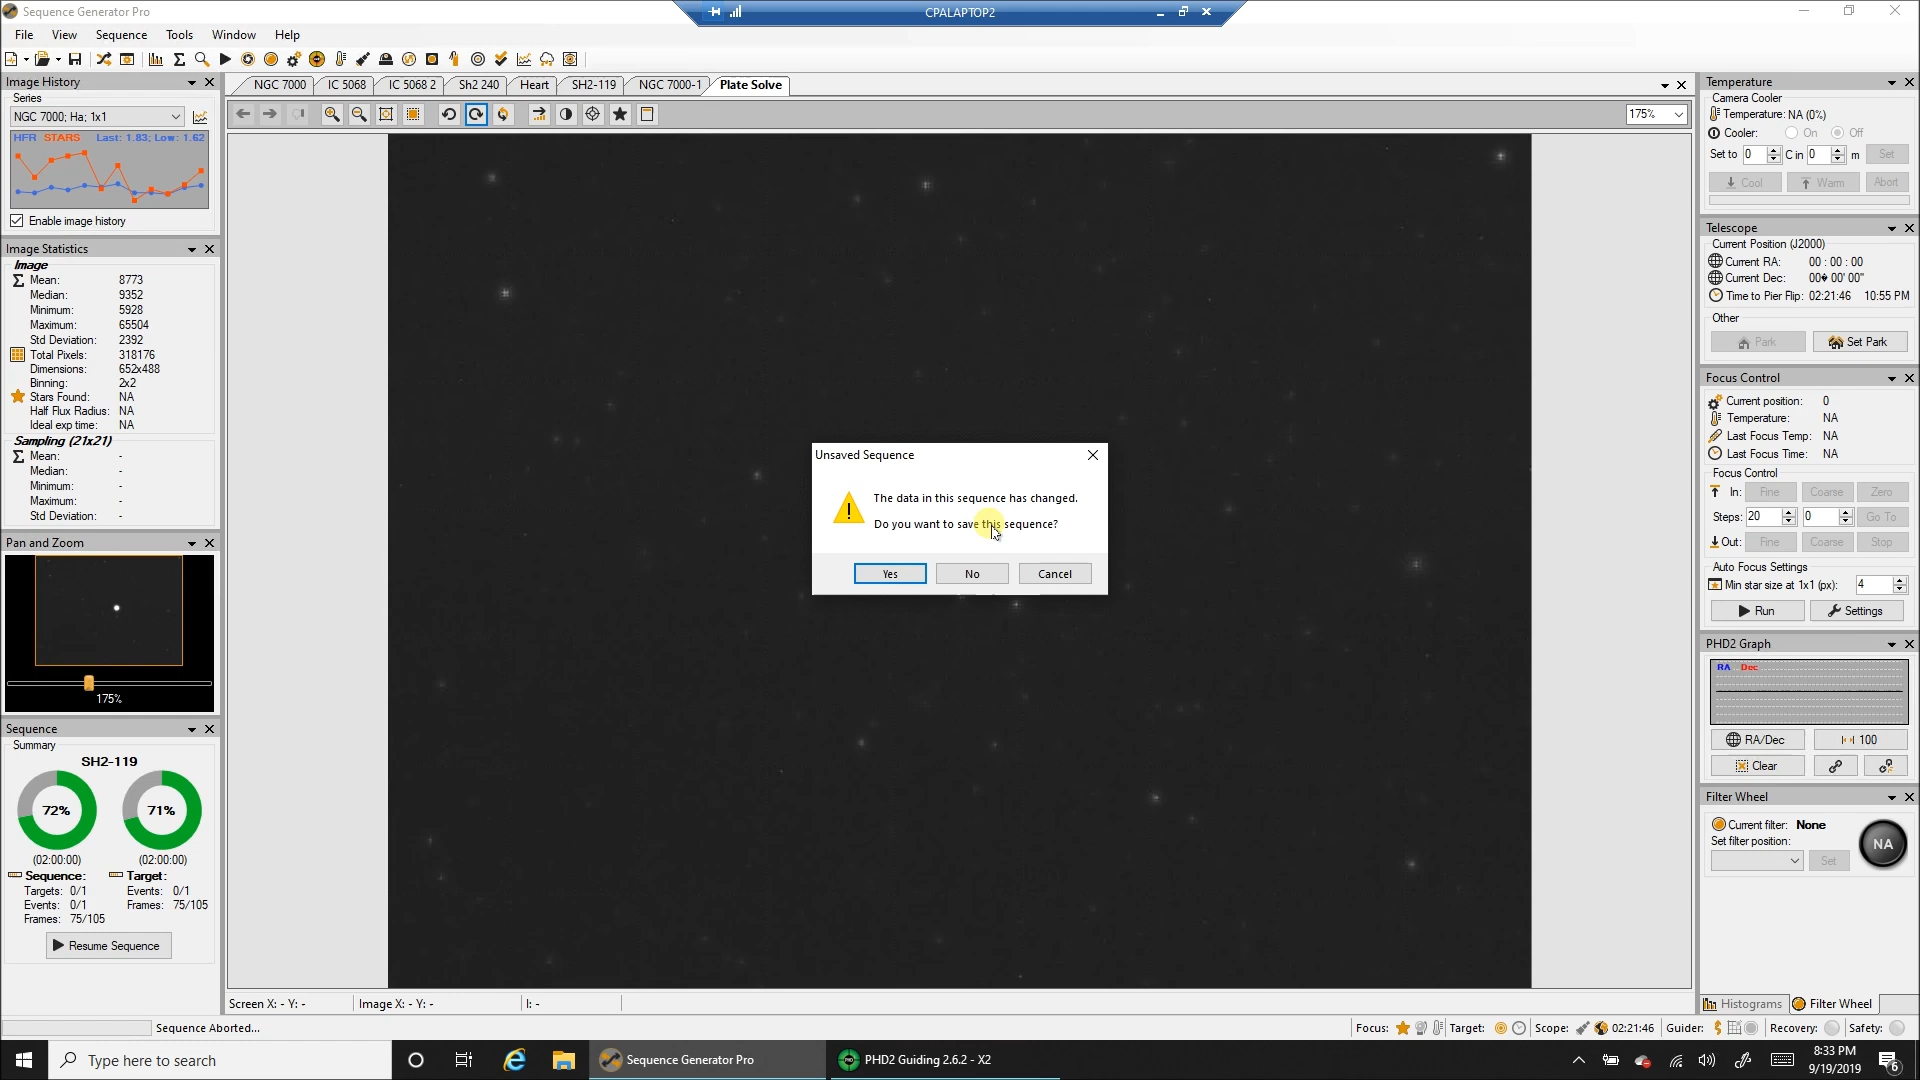 Sequence Generator Pro
CPALAPTOP2
File View Sequence Tools Window Help
Image History
Series
NGC 7000; Ha; 1x1
HFR STARS Last: 1.83; Low: 1.62
Enable image history
Image Statistics
Image
Mean: 8773
Median: 9352
Minimum: 5928
Maximum: 65504
Std Deviation: 2392
Total Pixels: 318176
Dimensions: 652x488
Binning: 2x2
Stars Found: NA
Half Flux Radius: NA
Ideal exp time: NA
Sampling (21x21)
Mean: -
Median: -
Minimum: -
Maximum: -
Std Deviation: -
Pan and Zoom
175%
Sequence
Summary
SH2-119
72% 71%
(02:00:00) (02:00:00)
Sequence: Target:
Targets: 0/1 Events: 0/1
Events: 0/1 Frames: 75/105
Frames: 75/105
Resume Sequence
NGC 7000 IC 5068 IC 5068 2 Sh2 240 Heart SH2-119 NGC 7000-1 Plate Solve
175%
Unsaved Sequence
The data in this sequence has changed.
Do you want to save this sequence?
Yes No Cancel
Screen X: - Y: - Image X: - Y: - I: -
Temperature
Camera Cooler
Temperature: NA (0%)
Cooler: On Off
Set to 0 C in 0 m Set
Cool Warm Abort
Telescope
Current Position (J2000)
Current RA: 00 : 00 : 00
Current Dec: 00� 00' 00"
Time to Pier Flip: 02:21:46 10:55 PM
Other
Park Set Park
Focus Control
Current position: 0
Temperature: NA
Last Focus Temp: NA
Last Focus Time: NA
Focus Control
In: Fine Coarse Zero
Steps: 20 0 Go To
Out: Fine Coarse Stop
Auto Focus Settings
Min star size at 1x1 (px): 4
Run Settings
PHD2 Graph
RA Dec
RA/Dec 100
Clear
Filter Wheel
Current filter: None
Set filter position:
NA
Set
Histograms Filter Wheel
Sequence Aborted...
Focus: Target: Scope: 02:21:46 Guider: Recovery: Safety:
Type here to search
Sequence Generator Pro
PHD2 Guiding 2.6.2 - X2
8:33 PM
9/19/2019
6